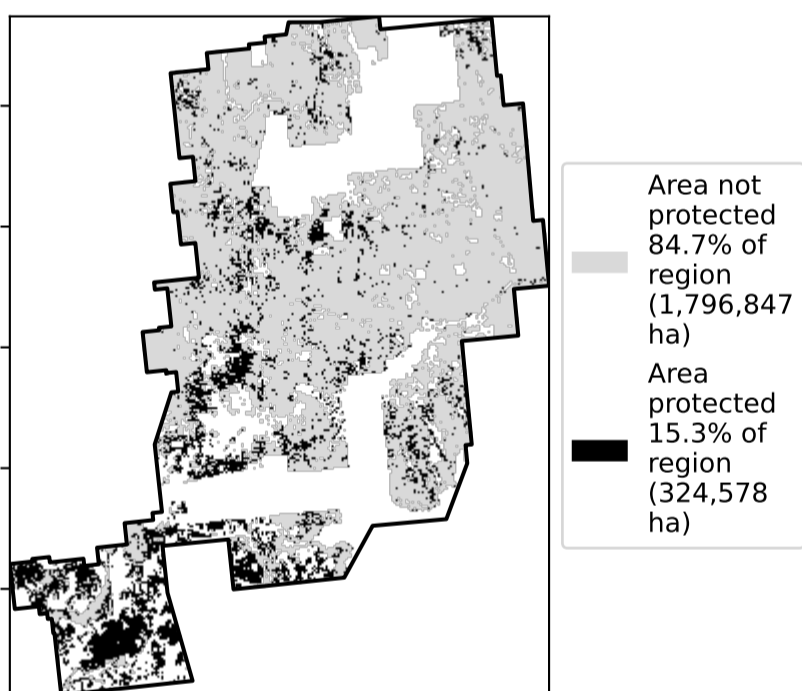 Area not
protected
84.7% of
region
(1,796,847
ha)
Area
protected
15.3% of
region
(324,578
ha)